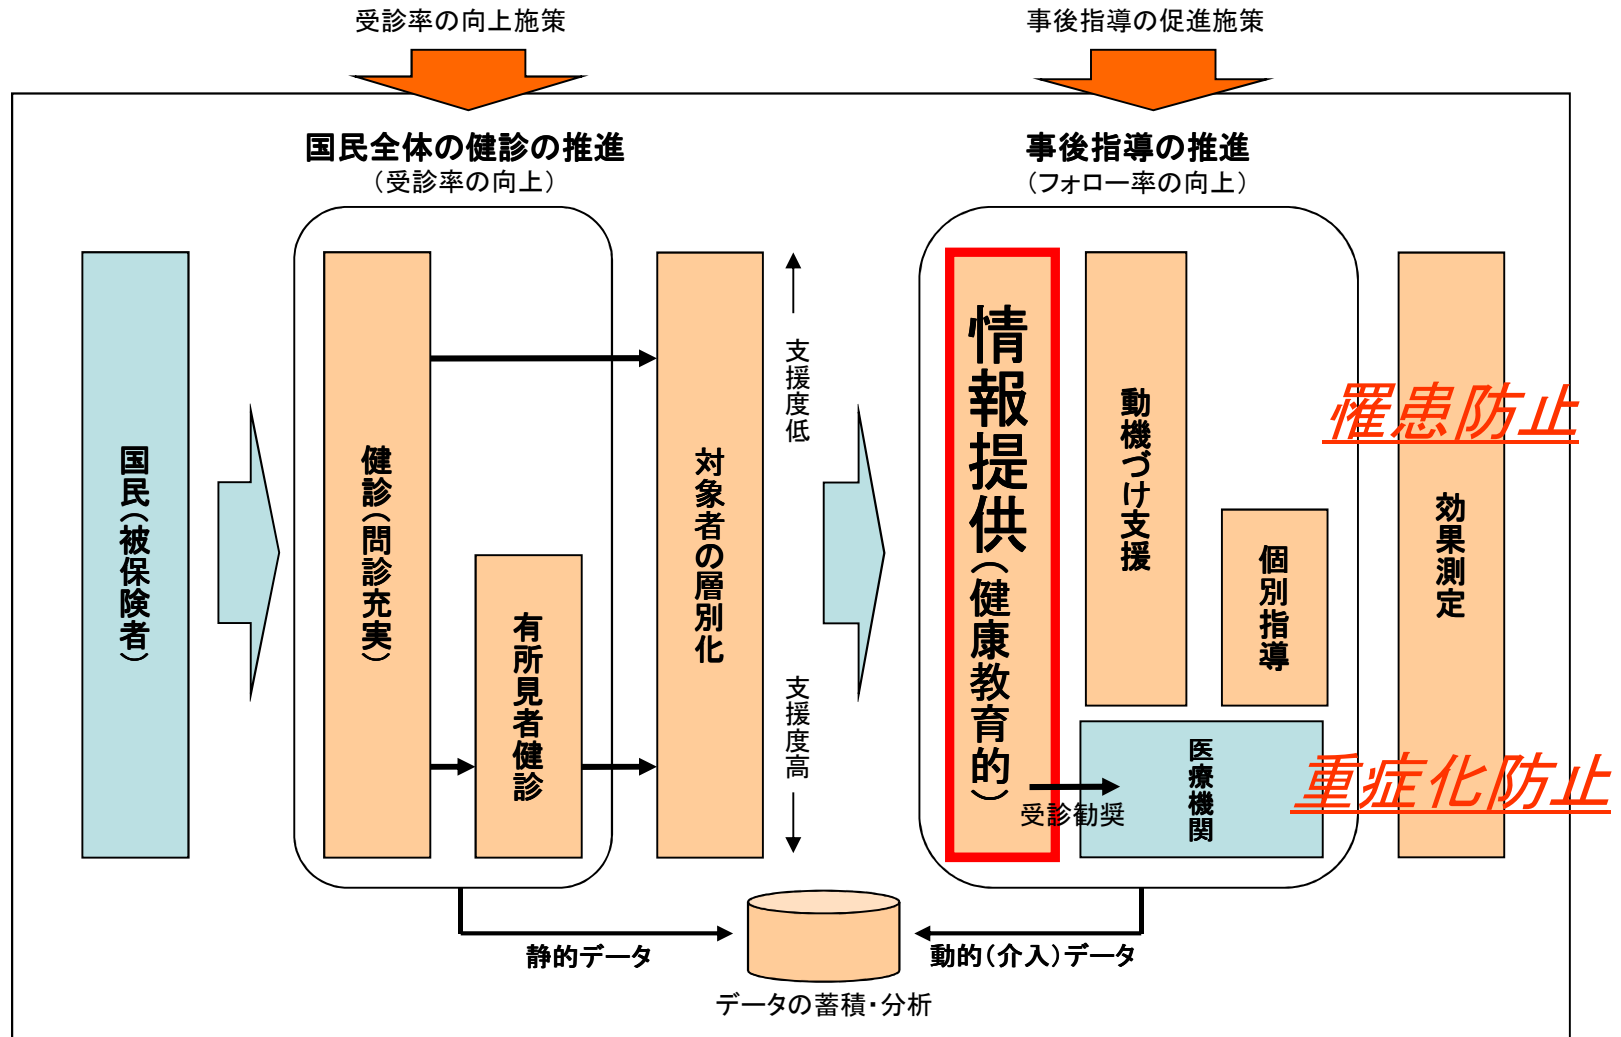 受診率の向上施策
事後指導の促進施策
国民全体の健診の推進
（受診率の向上）
事後指導の推進
（フォロー率の向上）
国民（被保険者）
健診（問診充実）
有所見者健診
対象者の層別化
支援度低
支援度高
情報提供（健康教育的）
動機づけ支援
個別指導
医療機関
受診勧奨
効果測定
罹患防止
重症化防止
静的データ
動的（介入）データ
データの蓄積・分析